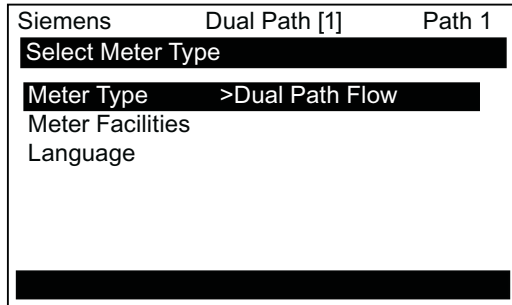 Siemens Dual Path [1] Path 1
Select Meter Type
Meter Type >Dual Path Flow
Meter Facilities
Language